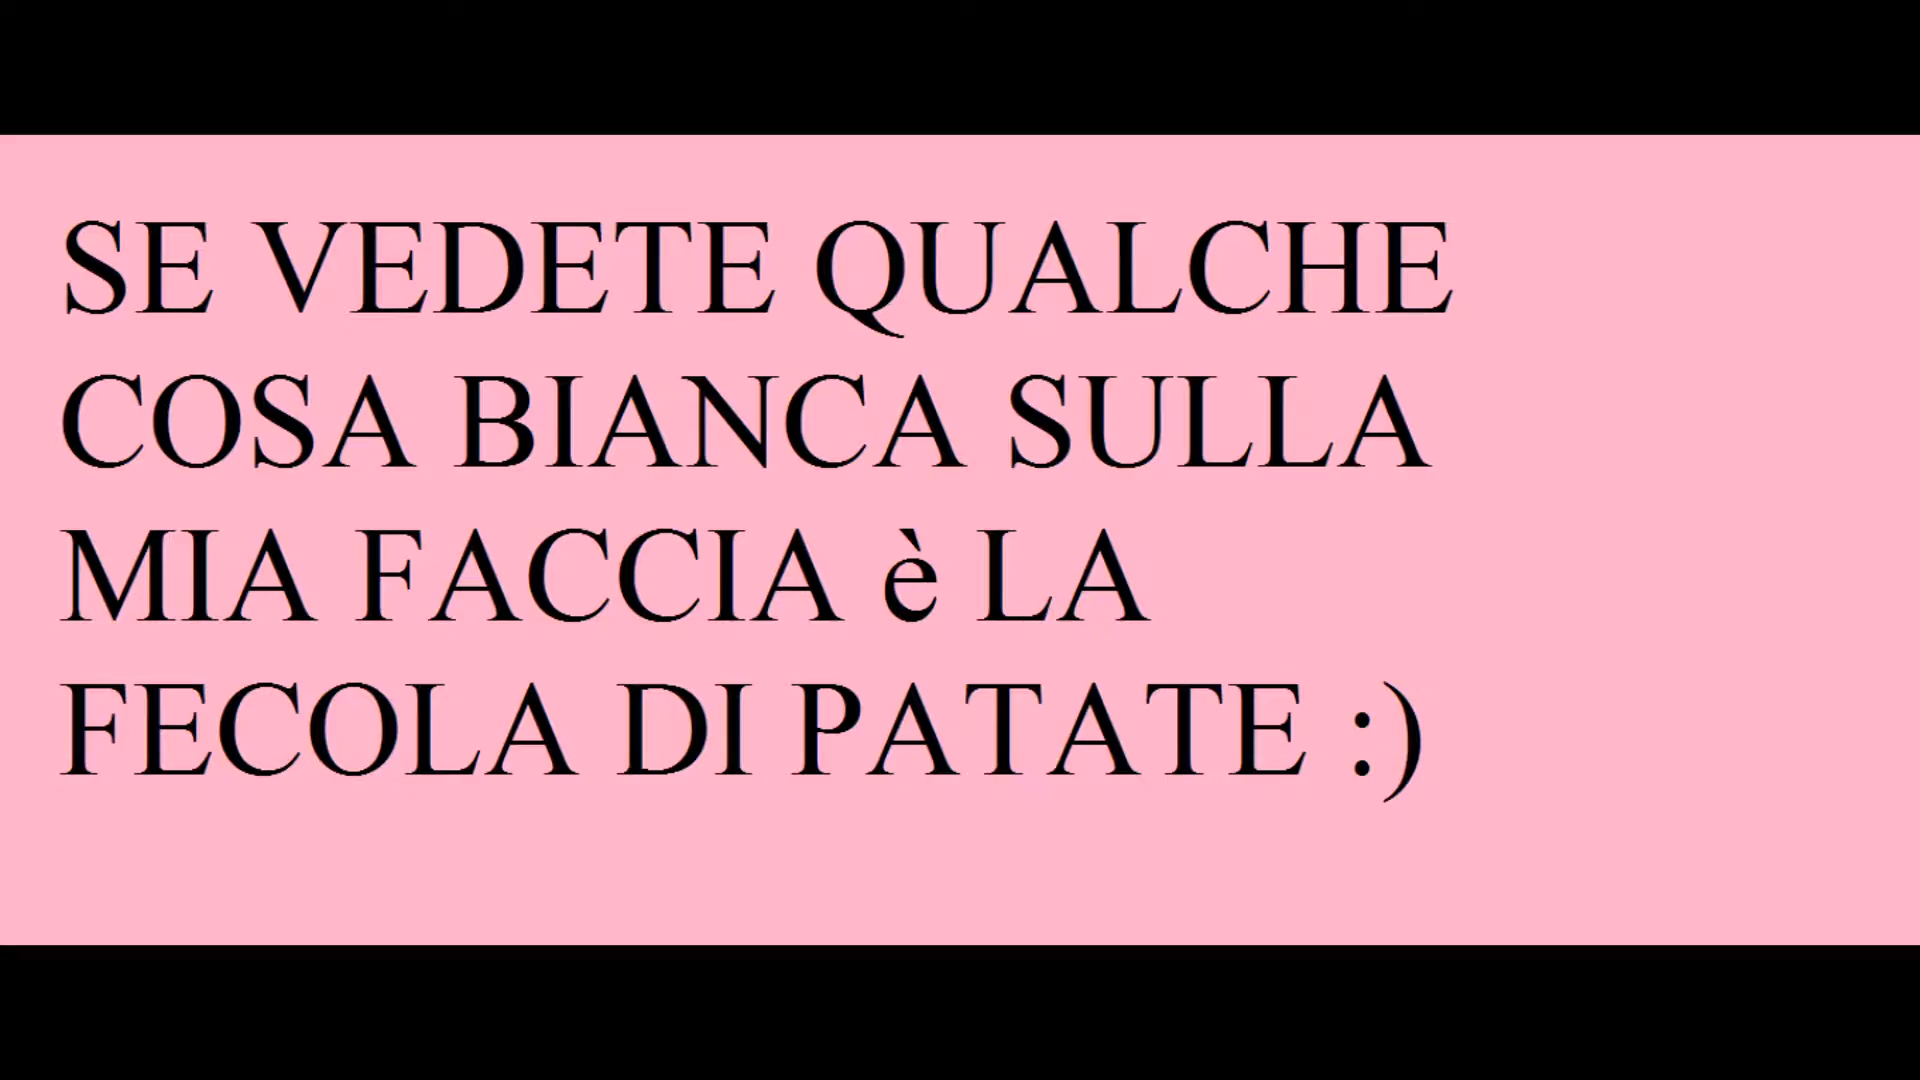 SE VEDETE QUALCHE
COSA BIANCA SULLA
MIA FACCIA è LA
FECOLA DI PATATE :)